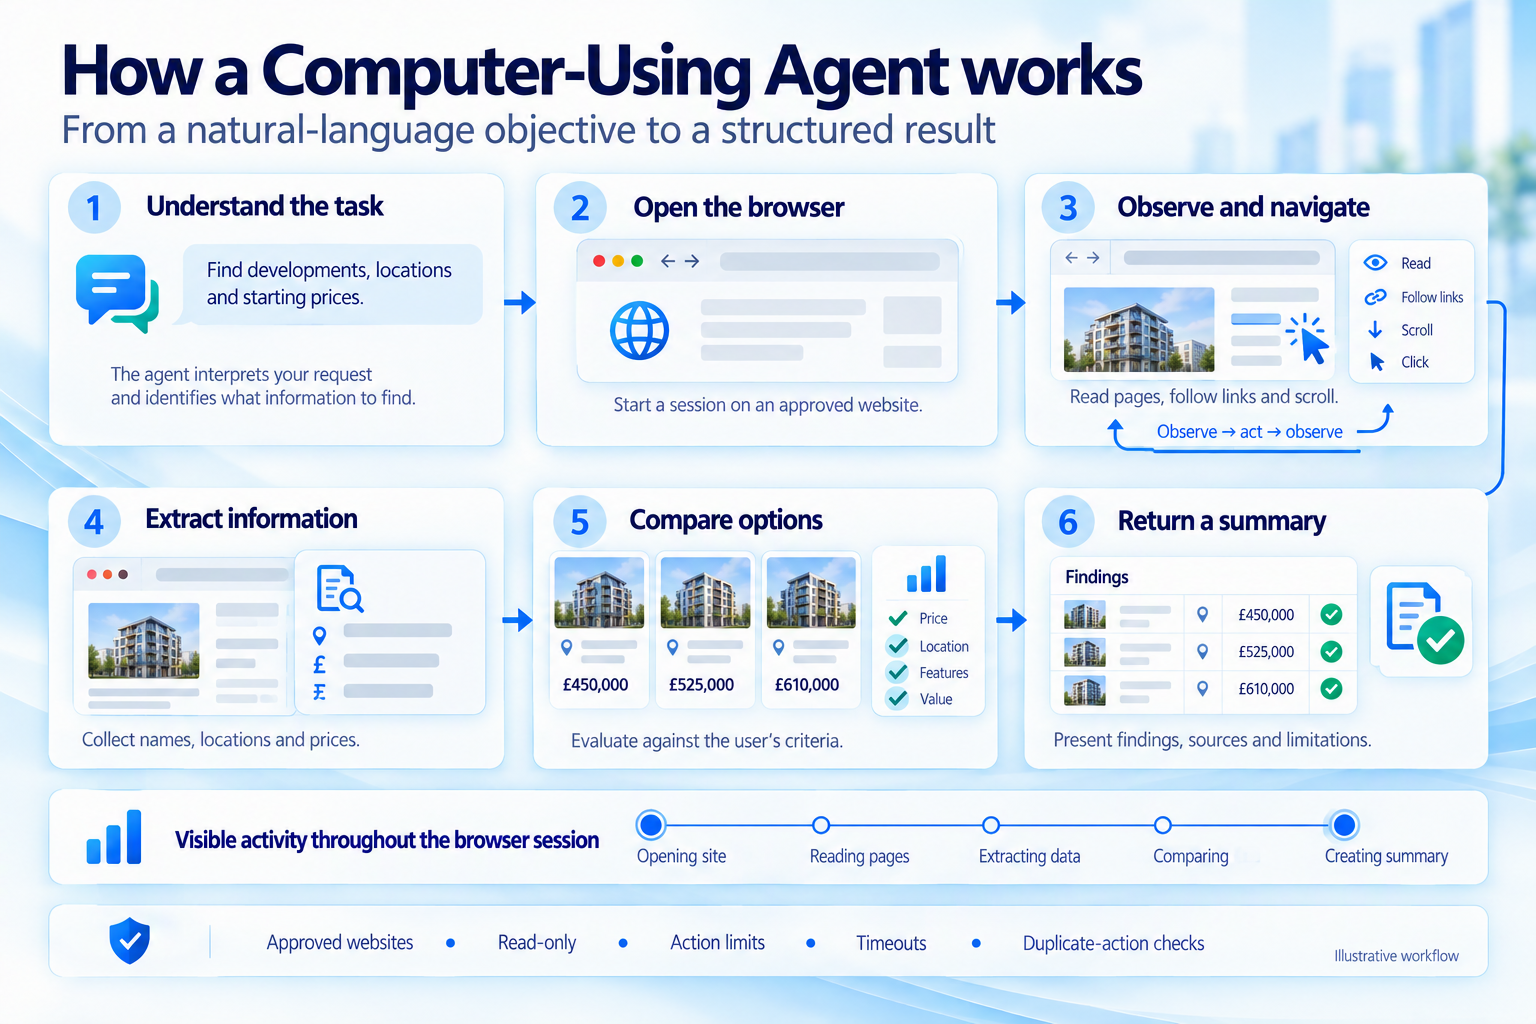 How a Computer-Using Agent works
From a natural-language objective to a structured result
1 Understand the task
Find developments, locations
and starting prices.
The agent interprets your request
and identifies what information to find.
2 Open the browser
Start a session on an approved website.
3 Observe and navigate
Read
Follow links
Scroll
Click
Read pages, follow links and scroll.
Observe → act → observe
4 Extract information
£
Collect names, locations and prices.
5 Compare options
£450,000
£525,000
£610,000
Price
Location
Features
Value
Evaluate against the user's criteria.
6 Return a summary
Findings
£450,000
£525,000
£610,000
Present findings, sources and limitations.
Visible activity throughout the browser session
Opening site
Reading pages
Extracting data
Comparing
Creating summary
Approved websites • Read-only • Action limits • Timeouts • Duplicate-action checks
Illustrative workflow